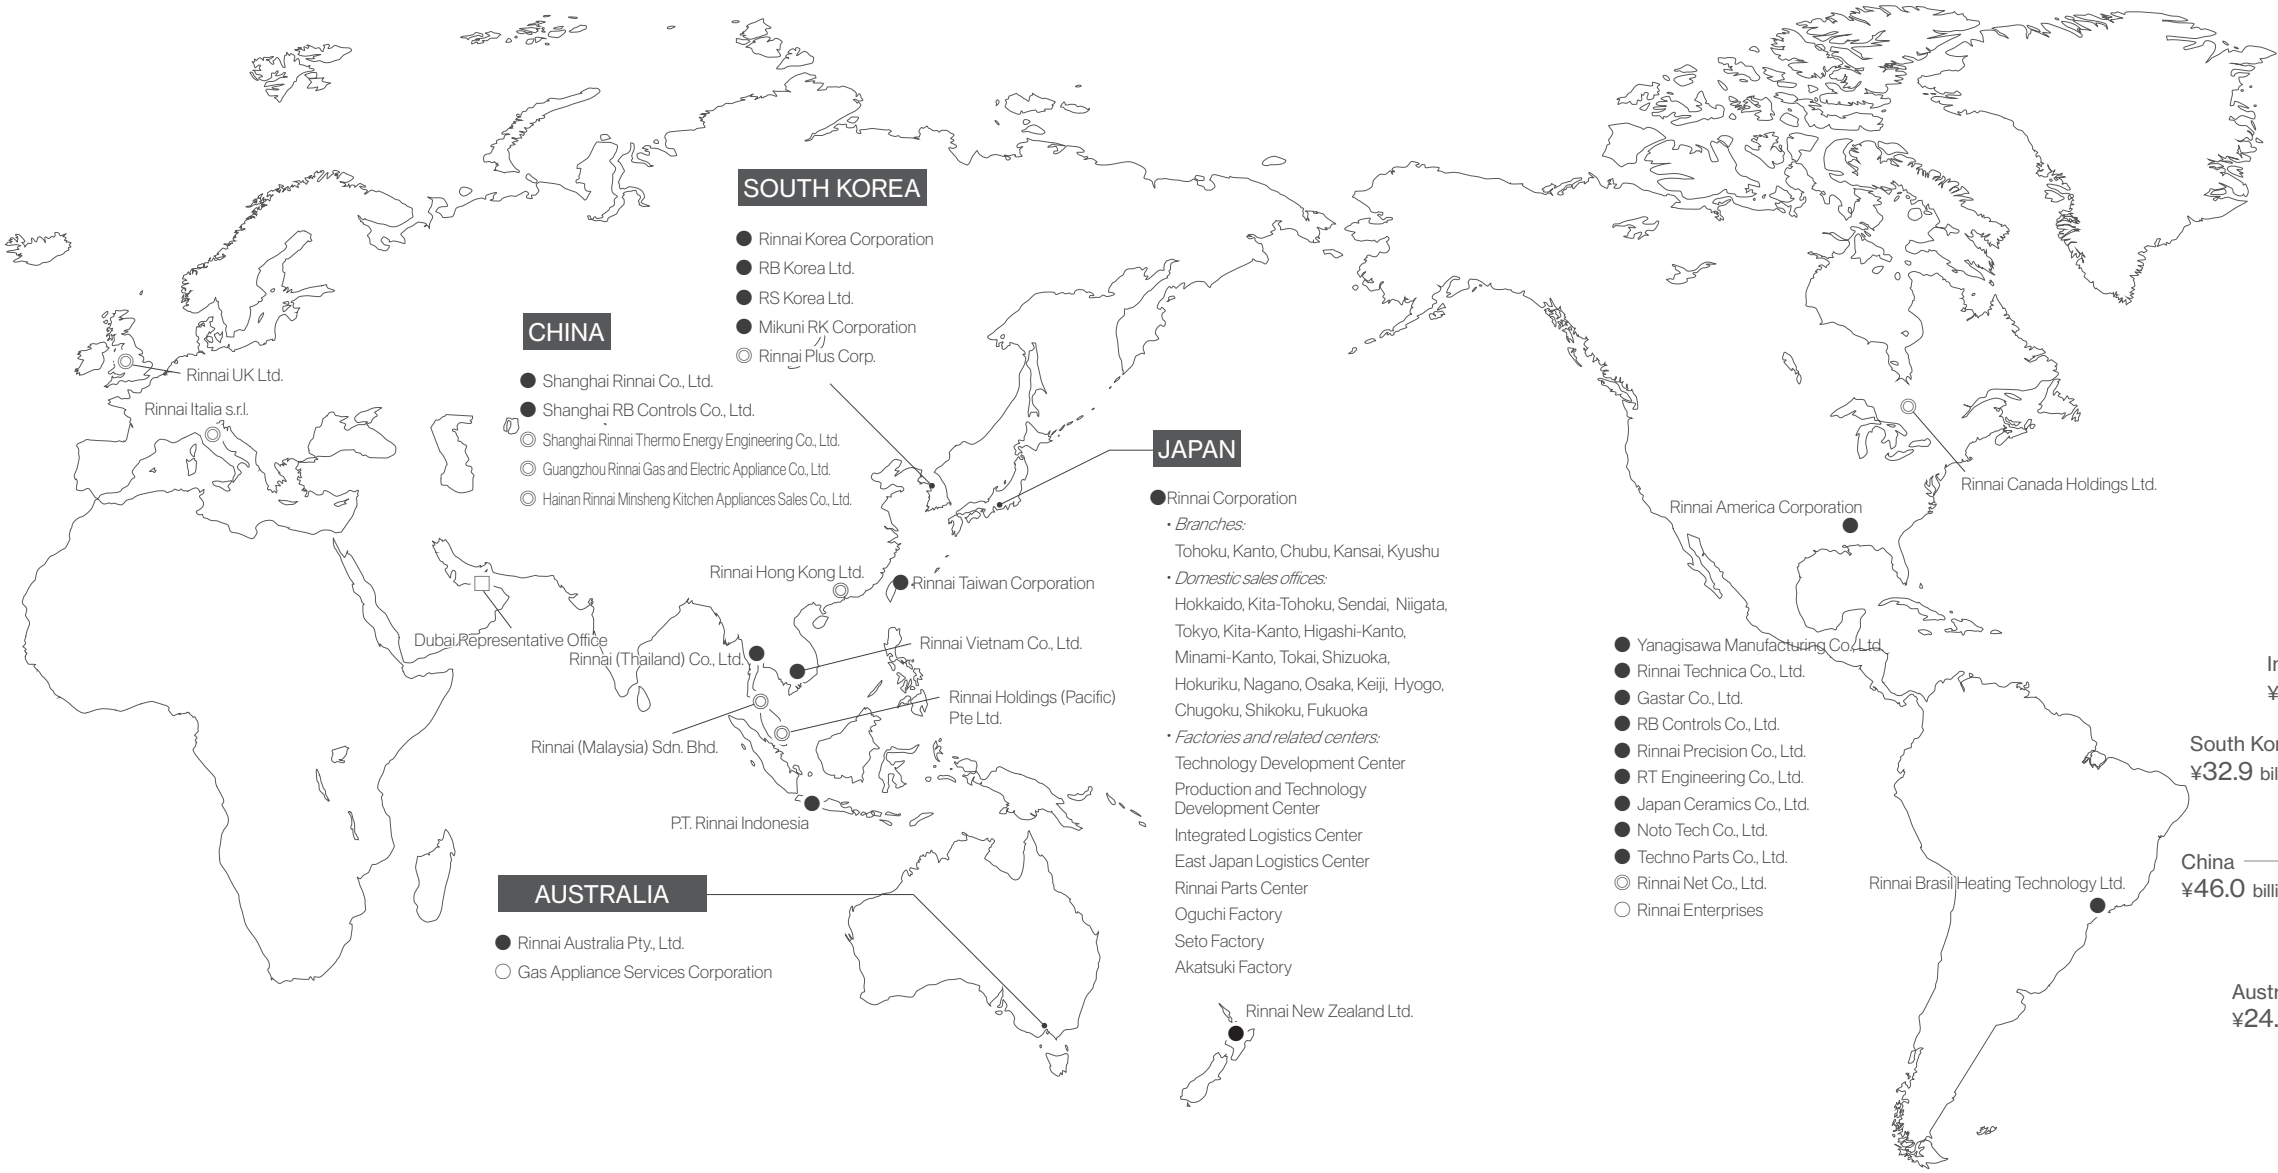 SOUTH KOREA
Rinnai Korea Corporation
RB Korea Ltd.
RS Korea Ltd.
Mikuni RK Corporation
Rinnai Plus Corp.
CHINA
Shanghai Rinnai Co., Ltd.
Shanghai RB Controls Co., Ltd.
Shanghai Rinnai Thermo Energy Engineering Co., Ltd.
Guangzhou Rinnai Gas and Electric Appliance Co., Ltd.
Hainan Rinnai Minsheng Kitchen Appliances Sales Co., Ltd.
Rinnai UK Ltd.
Rinnai Italia s.r.l.
JAPAN
Rinnai Corporation
• Branches:
Tohoku, Kanto, Chubu, Kansai, Kyushu
• Domestic sales offices:
Hokkaido, Kita-Tohoku, Sendai, Niigata,
Tokyo, Kita-Kanto, Higashi-Kanto,
Minami-Kanto, Tokai, Shizuoka,
Hokuriku, Nagano, Osaka, Keiji, Hyogo,
Chugoku, Shikoku, Fukuoka
• Factories and related centers:
Technology Development Center
Production and Technology
Development Center
Integrated Logistics Center
East Japan Logistics Center
Rinnai Parts Center
Oguchi Factory
Seto Factory
Akatsuki Factory
Rinnai Hong Kong Ltd.
Rinnai Taiwan Corporation
Dubai Representative Office
Rinnai (Thailand) Co., Ltd.
Rinnai Vietnam Co., Ltd.
Rinnai Holdings (Pacific)
Pte Ltd.
Rinnai (Malaysia) Sdn. Bhd.
P.T. Rinnai Indonesia
AUSTRALIA
Rinnai Australia Pty., Ltd.
Gas Appliance Services Corporation
Rinnai New Zealand Ltd.
Rinnai Canada Holdings Ltd.
Rinnai America Corporation
Yanagisawa Manufacturing Co., Ltd.
Rinnai Technica Co., Ltd.
Gastar Co., Ltd.
RB Controls Co., Ltd.
Rinnai Precision Co., Ltd.
RT Engineering Co., Ltd.
Japan Ceramics Co., Ltd.
Noto Tech Co., Ltd.
Techno Parts Co., Ltd.
Rinnai Net Co., Ltd.
Rinnai Enterprises
Rinnai Brasil Heating Technology Ltd.
¥
South Kor
¥32.9 bil
China
¥46.0 billi
Austr
¥24.